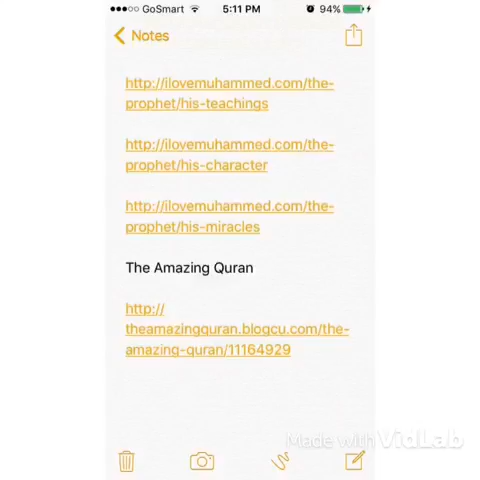 GoSmart 5:11 PM 94%
Notes
http://ilovemuhammed.com/the-
prophet/his-teachings
http://ilovemuhammed.com/the-
prophet/his-character
http://ilovemuhammed.com/the-
prophet/his-miracles
The Amazing Quran
http://
theamazingquran.blogcu.com/the-
amazing-quran/11164929
Made with VidLab